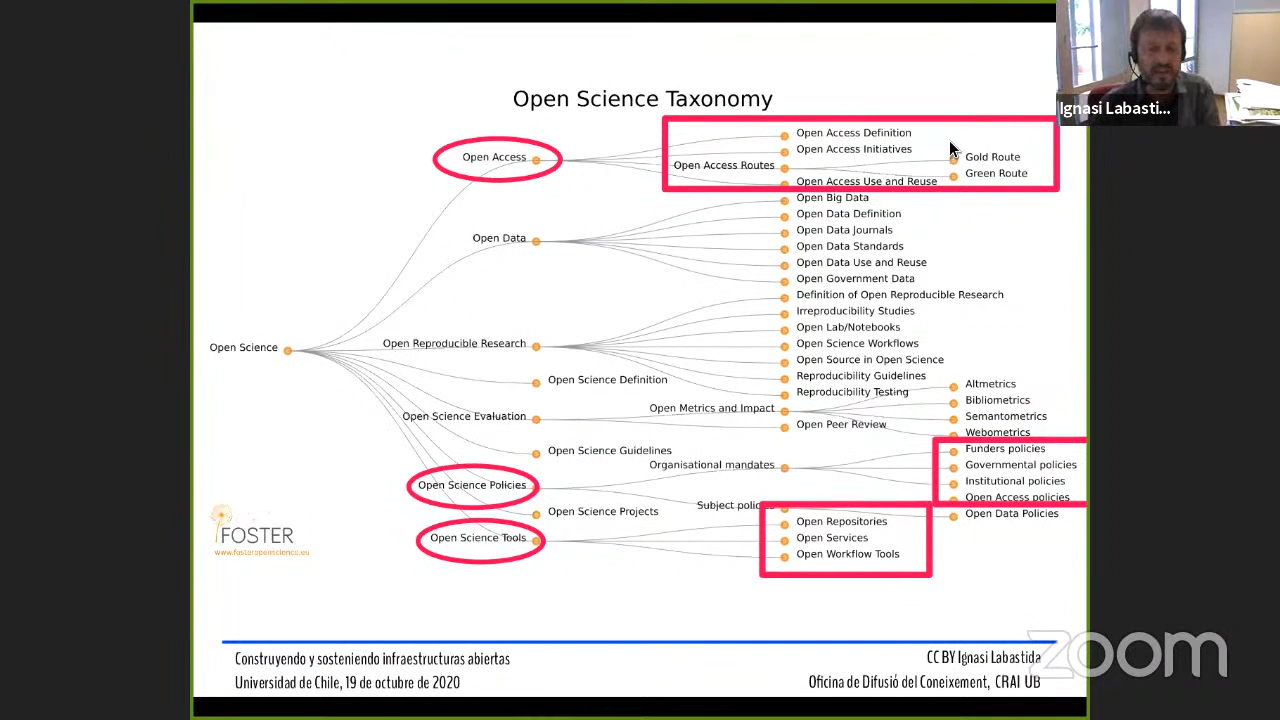 Open Science Taxonomy
Ignasi Labasti...
Open Access
Open Access Definition
Open Access Initiatives
Open Access Routes
Gold Route
Green Route
Open Access Use and Reuse
Open Data
Open Big Data
Open Data Definition
Open Data Journals
Open Data Standards
Open Data Use and Reuse
Open Government Data
Open Science
Open Reproducible Research
Definition of Open Reproducible Research
Irreproducibility Studies
Open Lab/Notebooks
Open Science Workflows
Open Source in Open Science
Reproducibility Guidelines
Reproducibility Testing
Open Science Definition
Open Science Evaluation
Open Metrics and Impact
Altmetrics
Bibliometrics
Semantometrics
Webometrics
Open Peer Review
Open Science Guidelines
Open Science Policies
Organisational mandates
Funders policies
Governmental policies
Institutional policies
Open Access policies
Subject policies
Open Data Policies
Open Science Projects
Open Science Tools
Open Repositories
Open Services
Open Workflow Tools
FOSTER
www.fosteropenscience.eu
Construyendo y sosteniendo infraestructuras abiertas
Universidad de Chile, 19 de octubre de 2020
CC BY Ignasi Labastida
Oficina de Difusió del Coneixement, CRAI UB
zoom